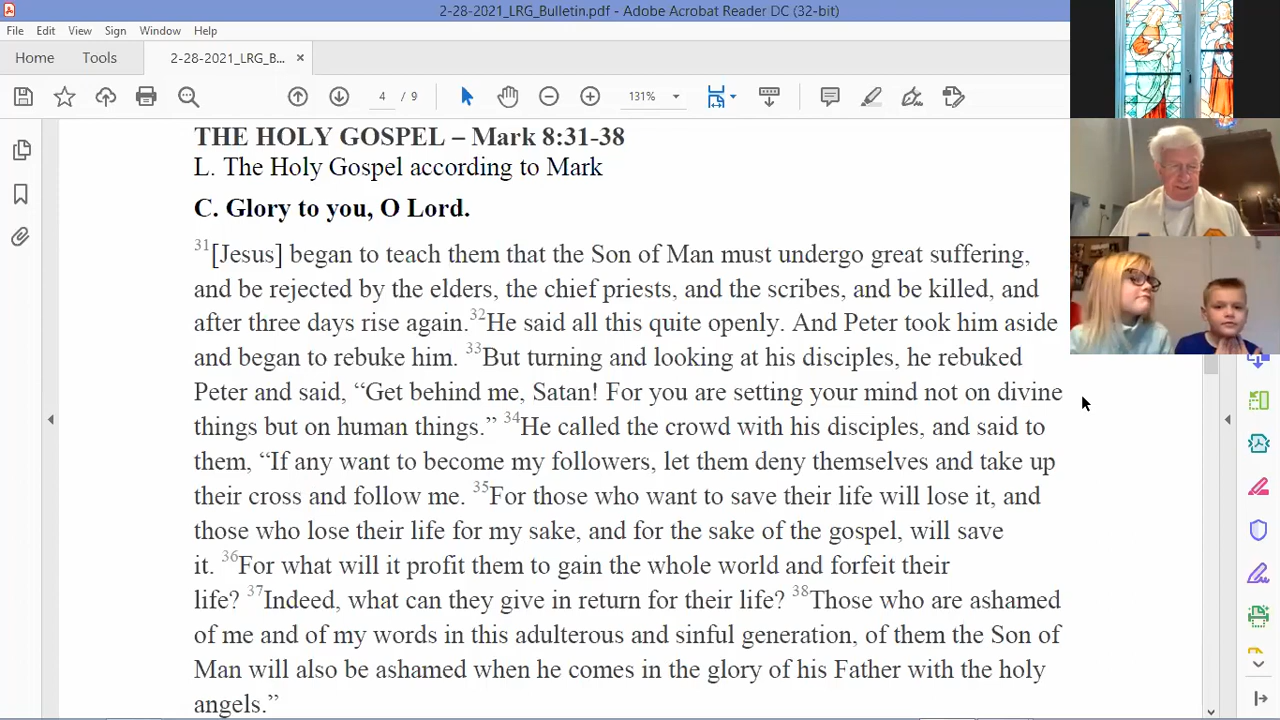 2-28-2021_LRG_Bulletin.pdf - Adobe Acrobat Reader DC (32-bit)
File Edit View Sign Window Help
Home Tools 2-28-2021_LRG_B... ×
4 / 9 131%
THE HOLY GOSPEL – Mark 8:31-38
L. The Holy Gospel according to Mark
C. Glory to you, O Lord.
31[Jesus] began to teach them that the Son of Man must undergo great suffering,
and be rejected by the elders, the chief priests, and the scribes, and be killed, and
after three days rise again.32He said all this quite openly. And Peter took him aside
and began to rebuke him. 33But turning and looking at his disciples, he rebuked
Peter and said, “Get behind me, Satan! For you are setting your mind not on divine
things but on human things.” 34He called the crowd with his disciples, and said to
them, “If any want to become my followers, let them deny themselves and take up
their cross and follow me. 35For those who want to save their life will lose it, and
those who lose their life for my sake, and for the sake of the gospel, will save
it. 36For what will it profit them to gain the whole world and forfeit their
life? 37Indeed, what can they give in return for their life? 38Those who are ashamed
of me and of my words in this adulterous and sinful generation, of them the Son of
Man will also be ashamed when he comes in the glory of his Father with the holy
angels.”